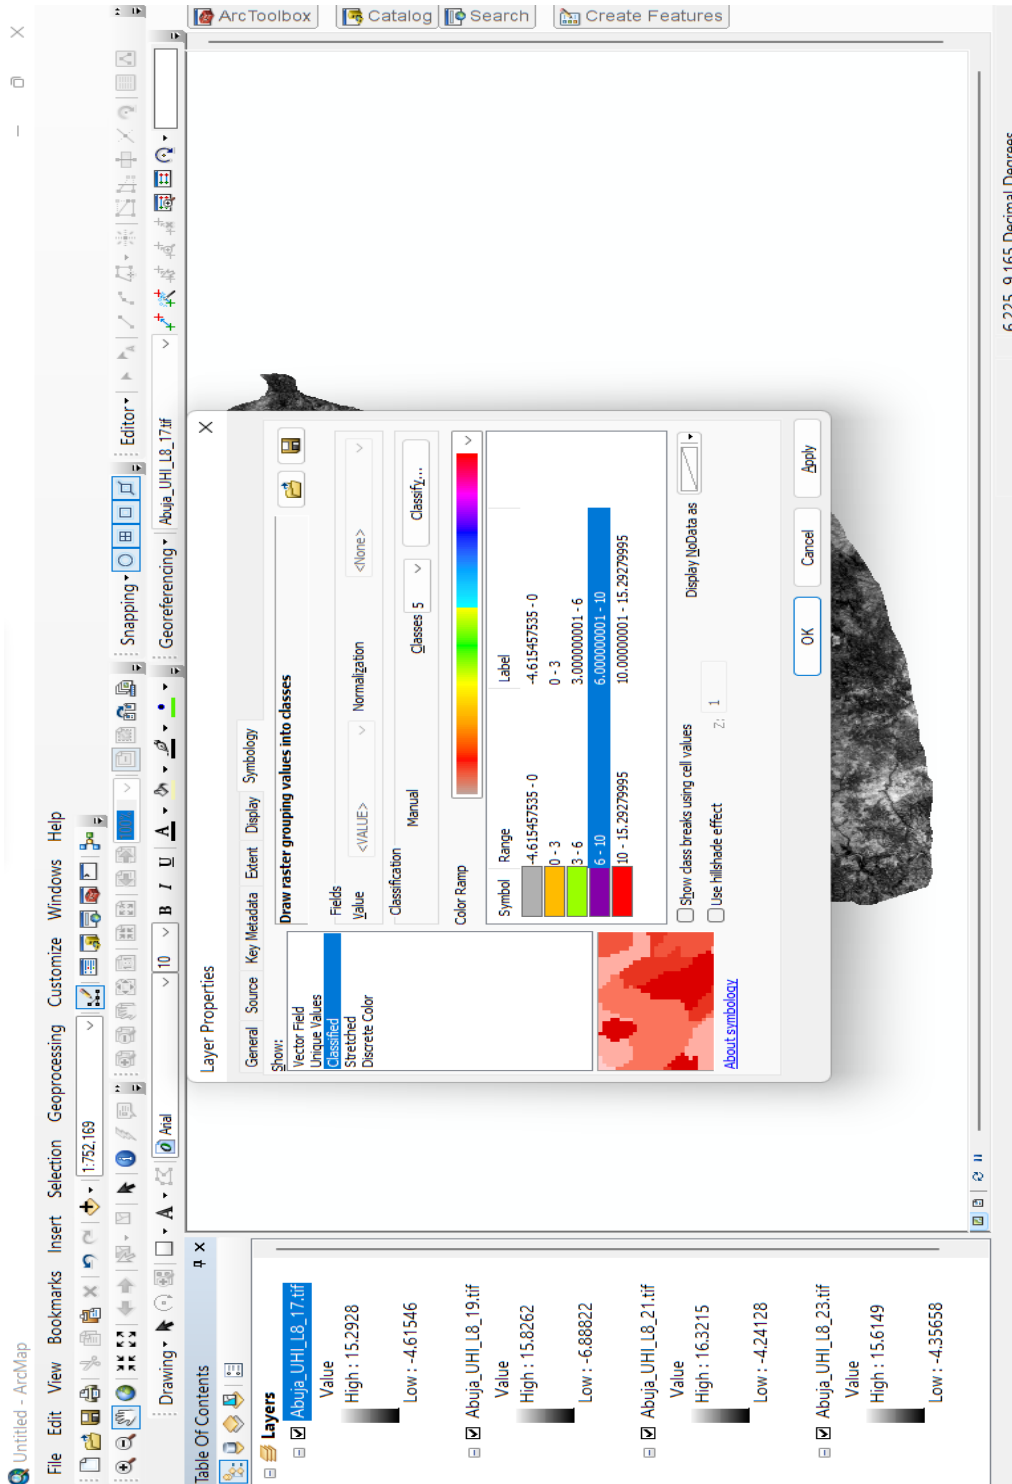 Untitled - ArcMap
File Edit View Bookmarks Insert Selection Geoprocessing Customize Windows Help
1:752,169
Snapping
Editor
Drawing
Arial
10
B I U A
Georeferencing
Abuja_UHI_L8_17.tif
Table Of Contents
Layers
Abuja_UHI_L8_17.tif
Value
High : 15.2928
Low : -4.61546
Abuja_UHI_L8_19.tif
Value
High : 15.8262
Low : -6.88822
Abuja_UHI_L8_21.tif
Value
High : 16.3215
Low : -4.24128
Abuja_UHI_L8_23.tif
Value
High : 15.6149
Low : -4.35658
Layer Properties
General Source Key Metadata Extent Display Symbology
Show:
Vector Field
Unique Values
Classified
Stretched
Discrete Color
About symbology
Draw raster grouping values into classes
Fields
Value <VALUE> Normalization <None>
Classification
Manual Classes 5 Classify...
Color Ramp
Symbol Range Label
-4.615457535 - 0 -4.615457535 - 0
0 - 3 0 - 3
3 - 6 3.000000001 - 6
6 - 10 6.000000001 - 10
10 - 15.29279995 10.00000001 - 15.29279995
Show class breaks using cell values Display NoData as
Use hillshade effect Z: 1
OK Cancel Apply
ArcToolbox
Catalog
Search
Create Features
6.225 9.165 Decimal Degrees